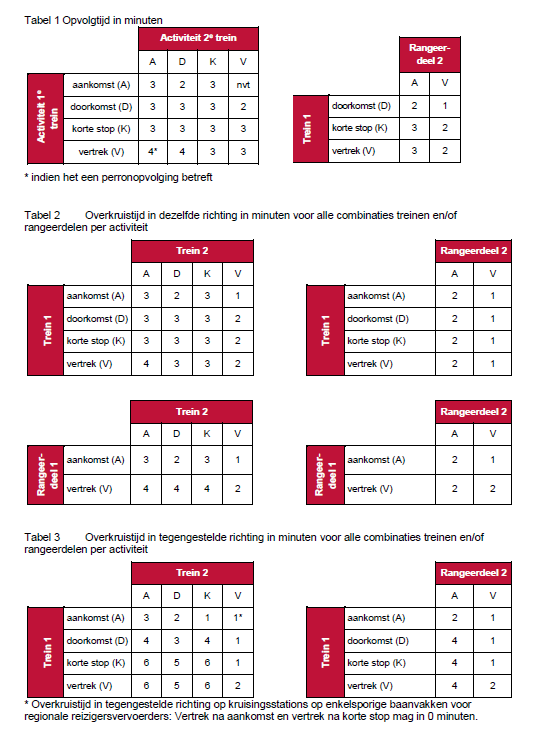 Tabel 1 Opvolgtijd in minuten
Activiteit 2e trein
A D K V
Activiteit 1e trein
aankomst (A) 3 2 3 nvt
doorkomst (D) 3 3 3 2
korte stop (K) 3 3 3 3
vertrek (V) 4* 4 3 3
Rangeer-
deel 2
A V
Trein 1
doorkomst (D) 2 1
korte stop (K) 3 2
vertrek (V) 3 2
* indien het een perronopvolging betreft
Tabel 2 Overkruistijd in dezelfde richting in minuten voor alle combinaties treinen en/of
rangeerdelen per activiteit
Trein 2
A D K V
Trein 1
aankomst (A) 3 2 3 1
doorkomst (D) 3 3 3 2
korte stop (K) 3 3 3 2
vertrek (V) 4 3 3 2
Rangeerdeel 2
A V
Trein 1
aankomst (A) 2 1
doorkomst (D) 2 1
korte stop (K) 2 1
vertrek (V) 2 1
Trein 2
A D K V
Rangeer-
deel 1
aankomst (A) 3 2 3 1
vertrek (V) 4 4 4 2
Rangeerdeel 2
A V
Rangeer-
deel 1
aankomst (A) 2 1
vertrek (V) 2 2
Tabel 3 Overkruistijd in tegengestelde richting in minuten voor alle combinaties treinen en/of
rangeerdelen per activiteit
Trein 2
A D K V
Trein 1
aankomst (A) 3 2 1 1*
doorkomst (D) 4 3 4 1
korte stop (K) 6 5 6 1
vertrek (V) 6 5 6 2
Rangeerdeel 2
A V
Trein 1
aankomst (A) 2 1
doorkomst (D) 4 1
korte stop (K) 4 1
vertrek (V) 4 2
* Overkruistijd in tegengestelde richting op kruisingsstations op enkelsporige baanvakken voor
regionale reizigersvervoerders: Vertrek na aankomst en vertrek na korte stop mag in 0 minuten.